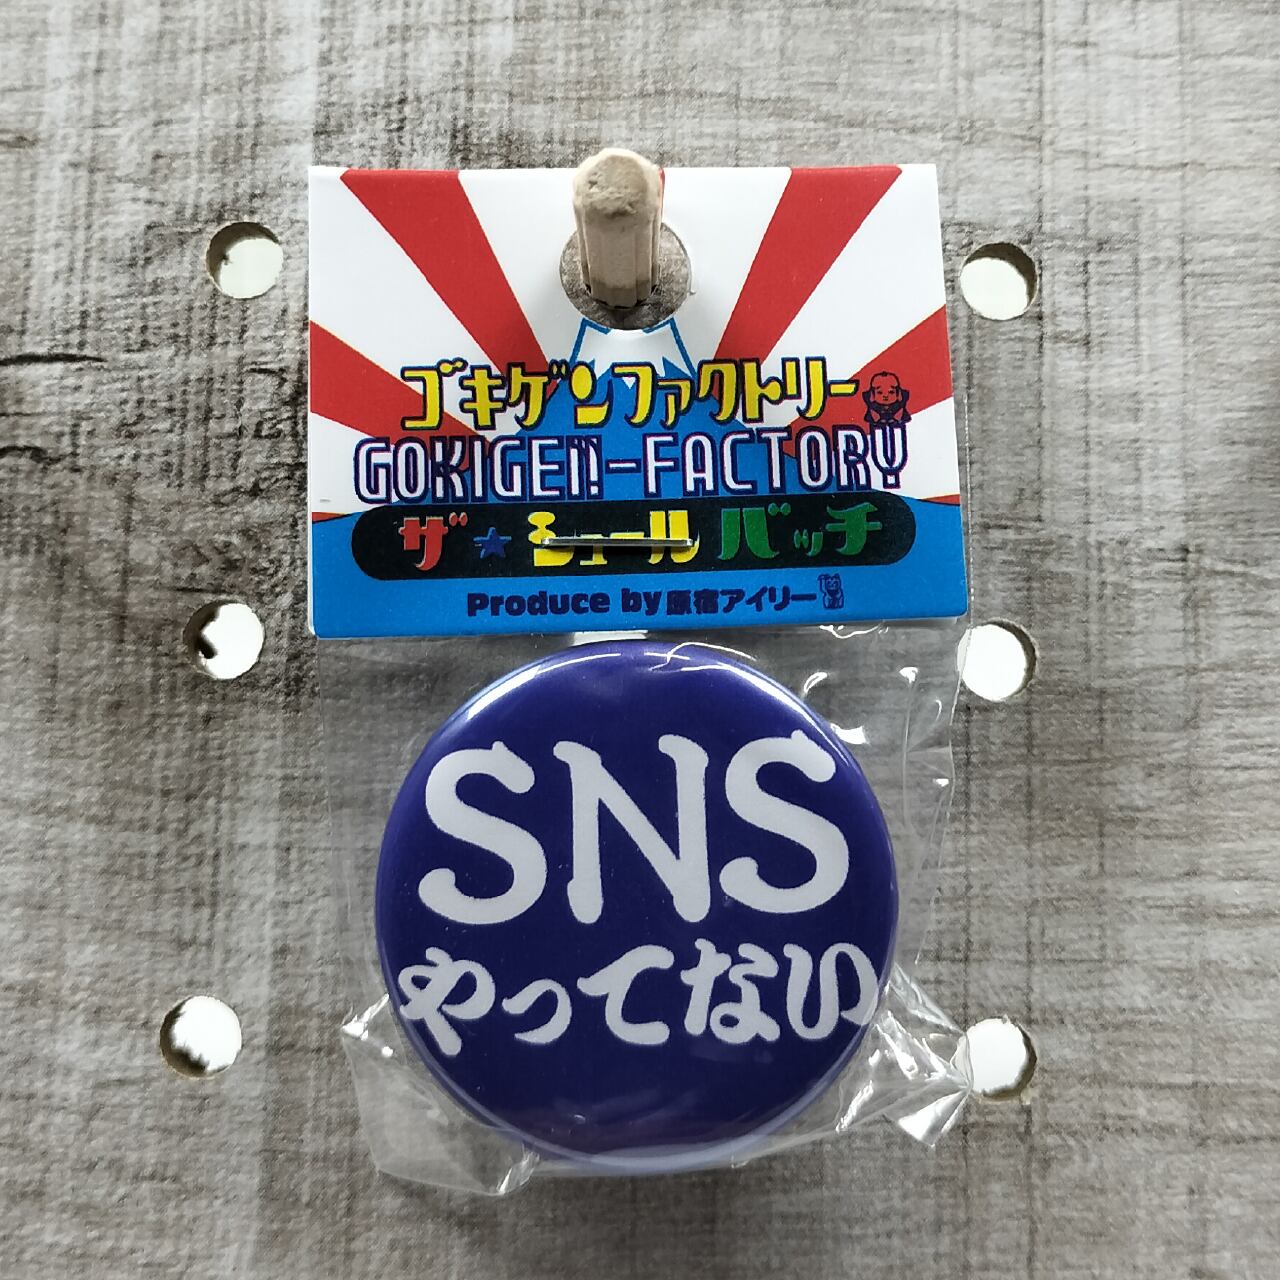 ゴキゲンファクトリー
GOKIGEN!-FACTORY
ザ★シュールバッチ
Produce by 原宿アイリー
SNS
やってない